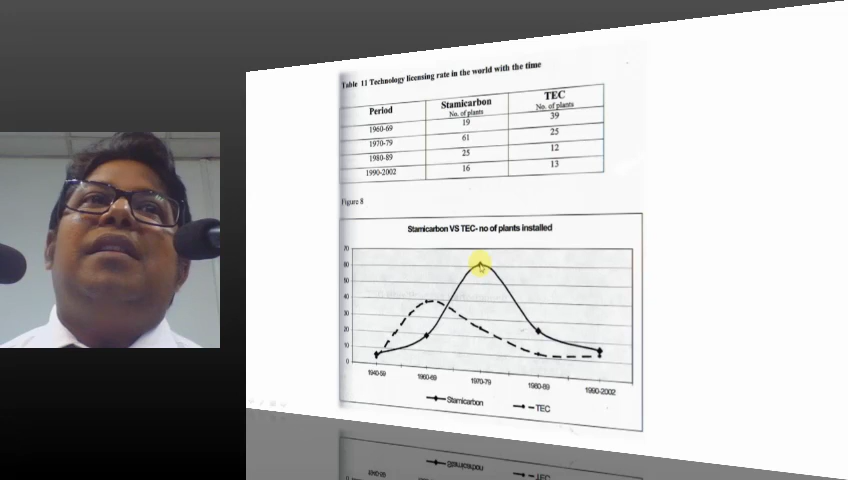 Table 11 Technology licensing rate in the world with the time
Period Stamicarbon TEC
No. of plants No. of plants
1960-69 19 39
1970-79 61 25
1980-89 25 12
1990-2002 16 13
Figure 8
Stamicarbon VS TEC- no of plants installed
70
60
50
40
30
20
10
0
1940-59 1960-69 1970-79 1980-89 1990-2002
Stamicarbon TEC